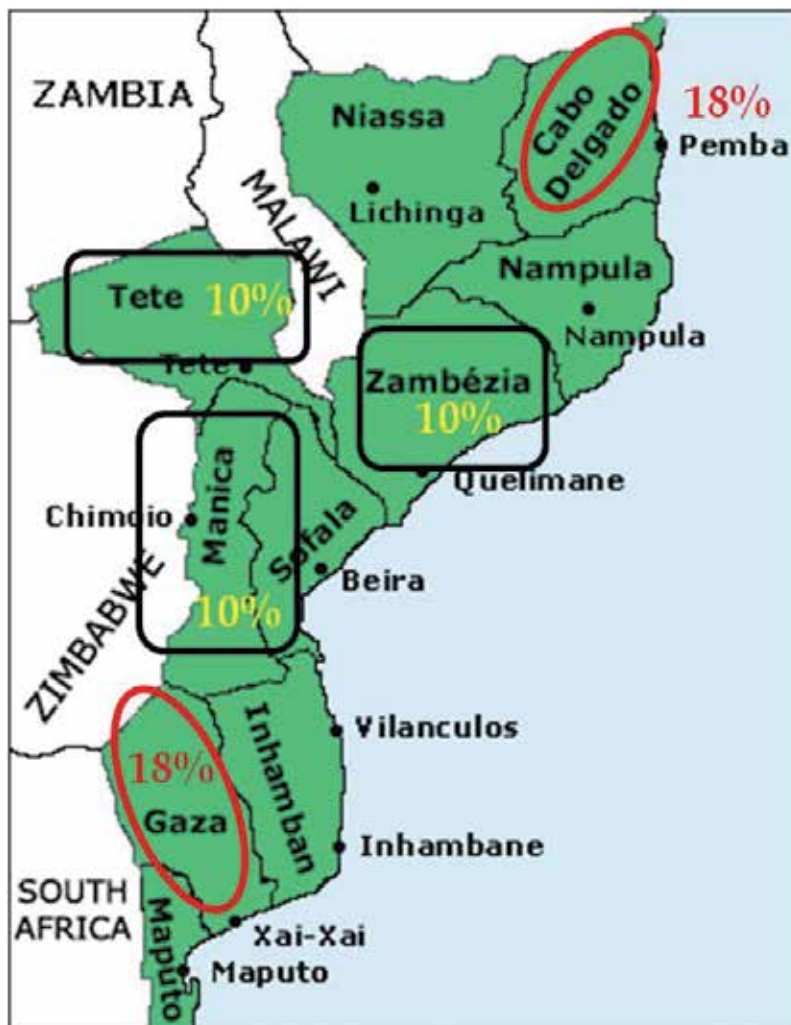 ZAMBIA
Niassa
Cabo
Delgado
18%
Pemba
Lichinga
MALAWI
Nampula
Nampula
Tete
10%
Tete
Zambézia
10%
Quelimane
Manica
Chimoio
Sofala
Beira
10%
ZIMBABWE
Vilanculos
Inhamban
18%
Gaza
Inhambane
SOUTH
AFRICA
Xai-Xai
Maputo
Maputo